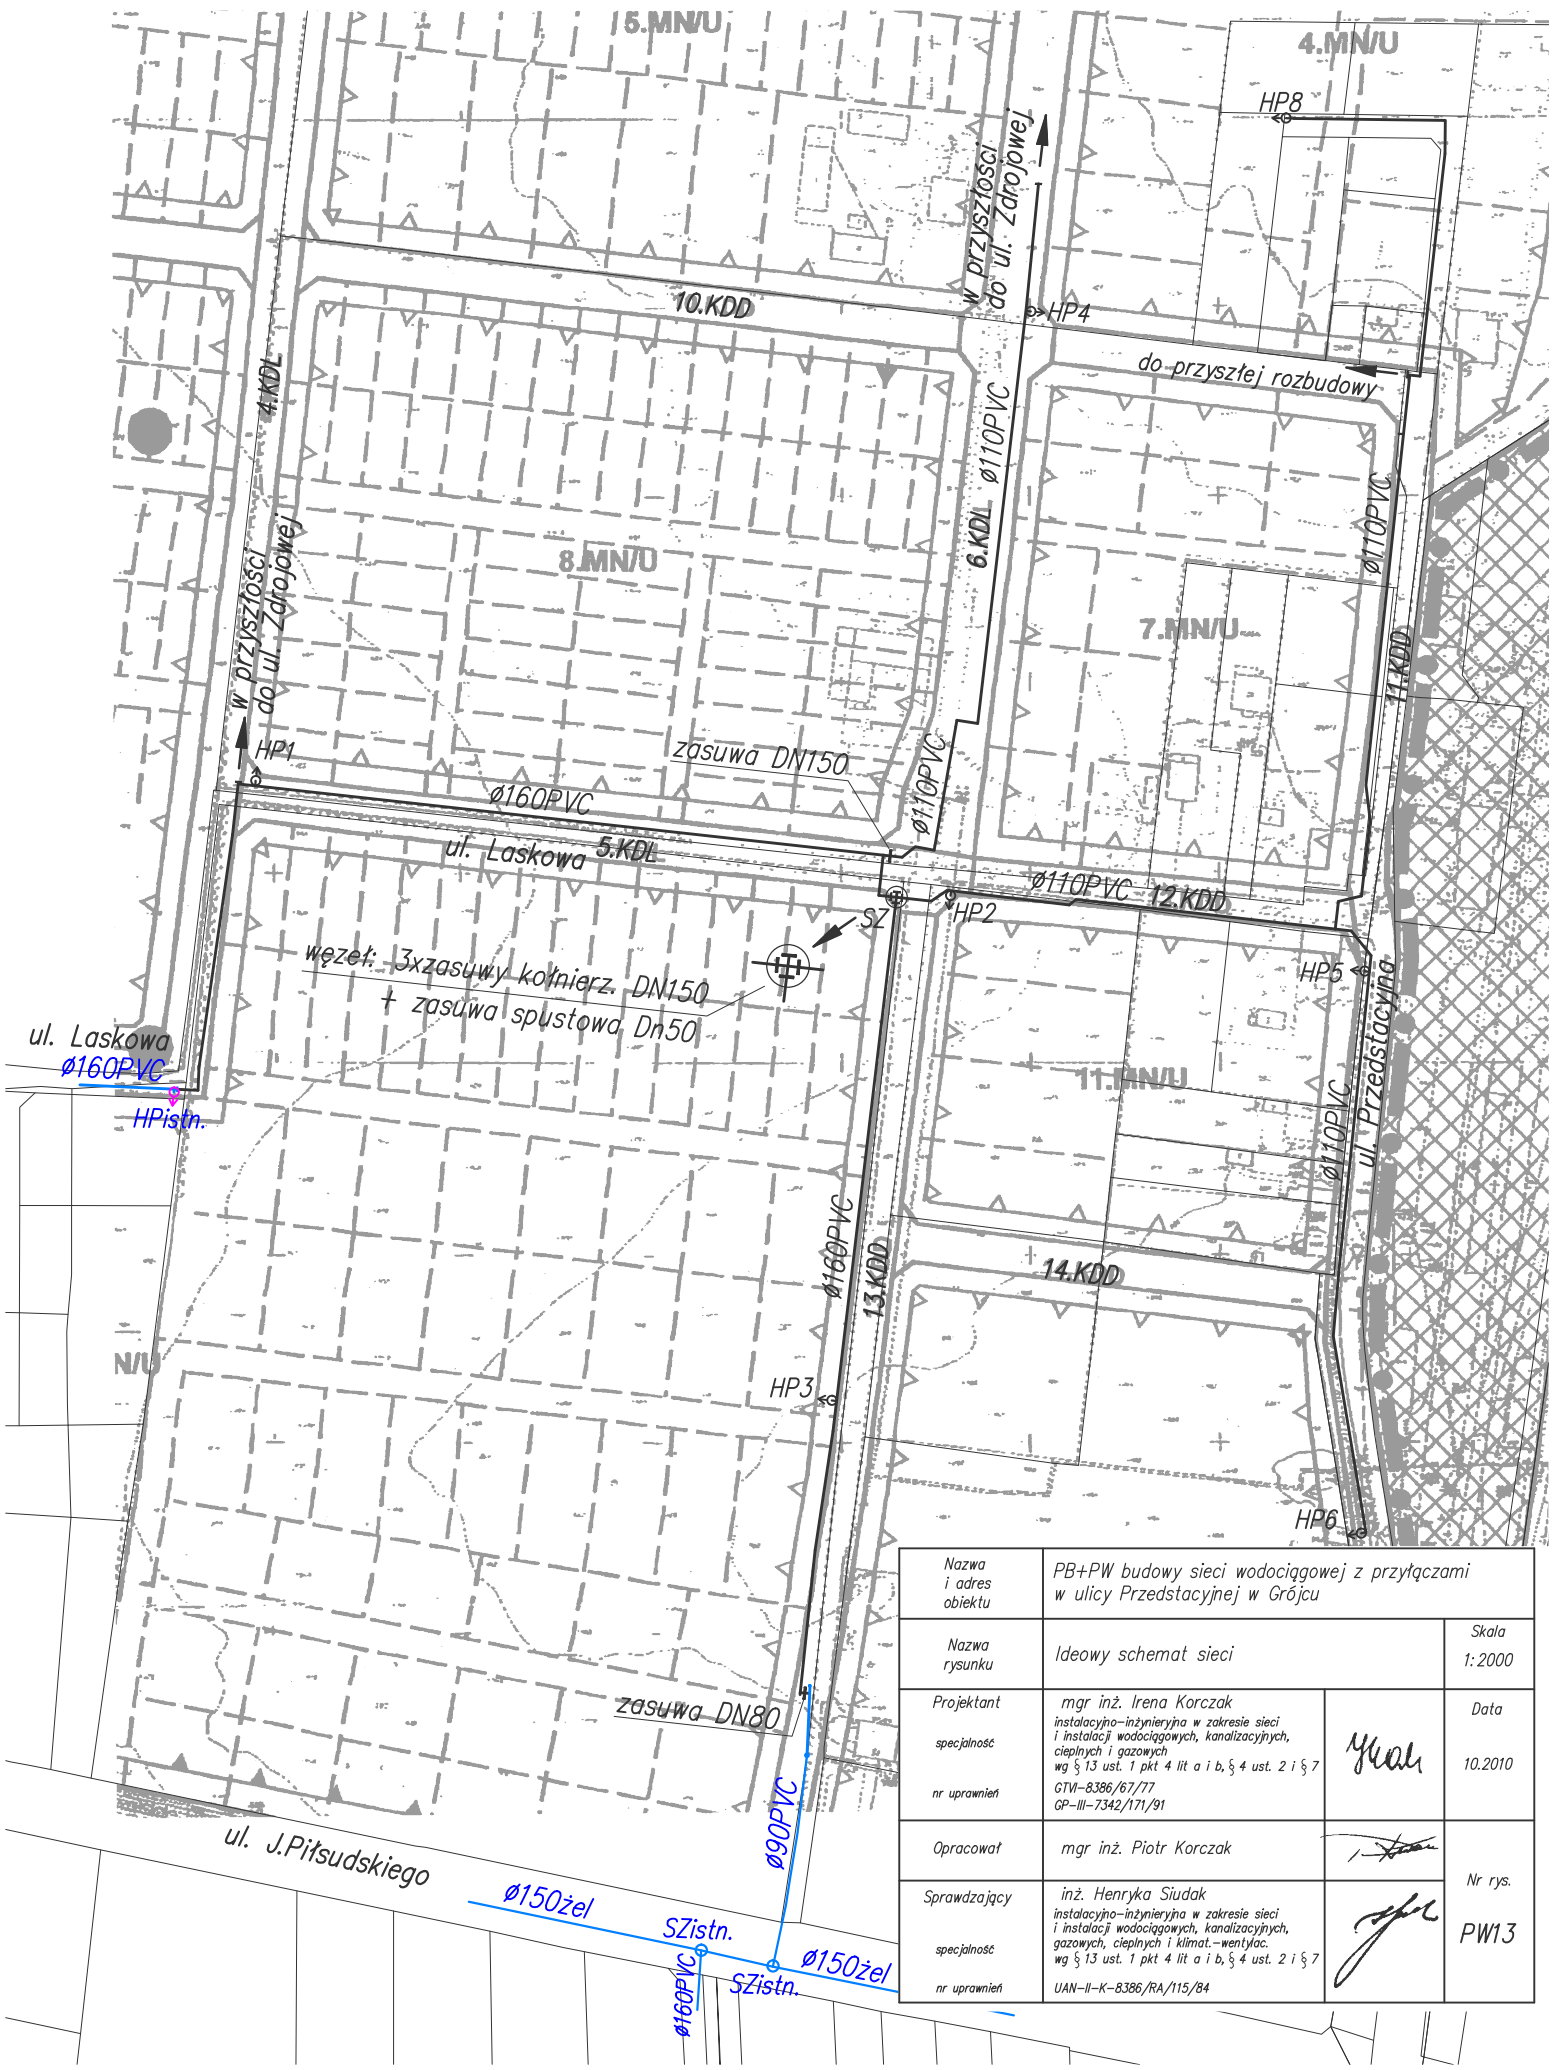 5.MN/U
4.MN/U
HP8
w przyszłości
do ul. Zdrojowej
10.KDD
HP4
do przyszłej rozbudowy
4.KDL
ø110PVC
6.KDL
ø110PVC
w przyszłości
do ul. Zdrojowej
8.MN/U
7.MN/U
11.KDD
HP1
zasuwa DN150
ø160PVC
ø110PVC
ul. Laskowa
5.KDL
ø110PVC
12.KDD
SZ
HP2
węzeł: 3xzasuwy kołnierz. DN150
+ zasuwa spustowa Dn50
HP5
ul. Przedstacyjna
ul. Laskowa
ø160PVC
HPistn.
11.MN/U
ø110PVC
ø160PVC
13.KDD
14.KDD
N/U
HP3
HP6
zasuwa DN80
ø90PVC
ul. J.Piłsudskiego
ø150żel
SZistn.
ø160PVC
SZistn.
ø150żel
Nazwa
i adres
obiektu
PB+PW budowy sieci wodociągowej z przyłączami
w ulicy Przedstacyjnej w Grójcu
Nazwa
rysunku
Ideowy schemat sieci
Skala
1:2000
Projektant
specjalność
nr uprawnień
mgr inż. Irena Korczak
instalacyjno-inżynieryjna w zakresie sieci
i instalacji wodociągowych, kanalizacyjnych,
cieplnych i gazowych
wg § 13 ust. 1 pkt 4 lit a i b, § 4 ust. 2 i § 7
GTVI-8386/67/77
GP-III-7342/171/91
Data
10.2010
Opracował
mgr inż. Piotr Korczak
Sprawdzający
specjalność
nr uprawnień
inż. Henryka Siudak
instalacyjno-inżynieryjna w zakresie sieci
i instalacji wodociągowych, kanalizacyjnych,
gazowych, cieplnych i klimat.-wentylac.
wg § 13 ust. 1 pkt 4 lit a i b, § 4 ust. 2 i § 7
UAN-II-K-8386/RA/115/84
Nr rys.
PW13